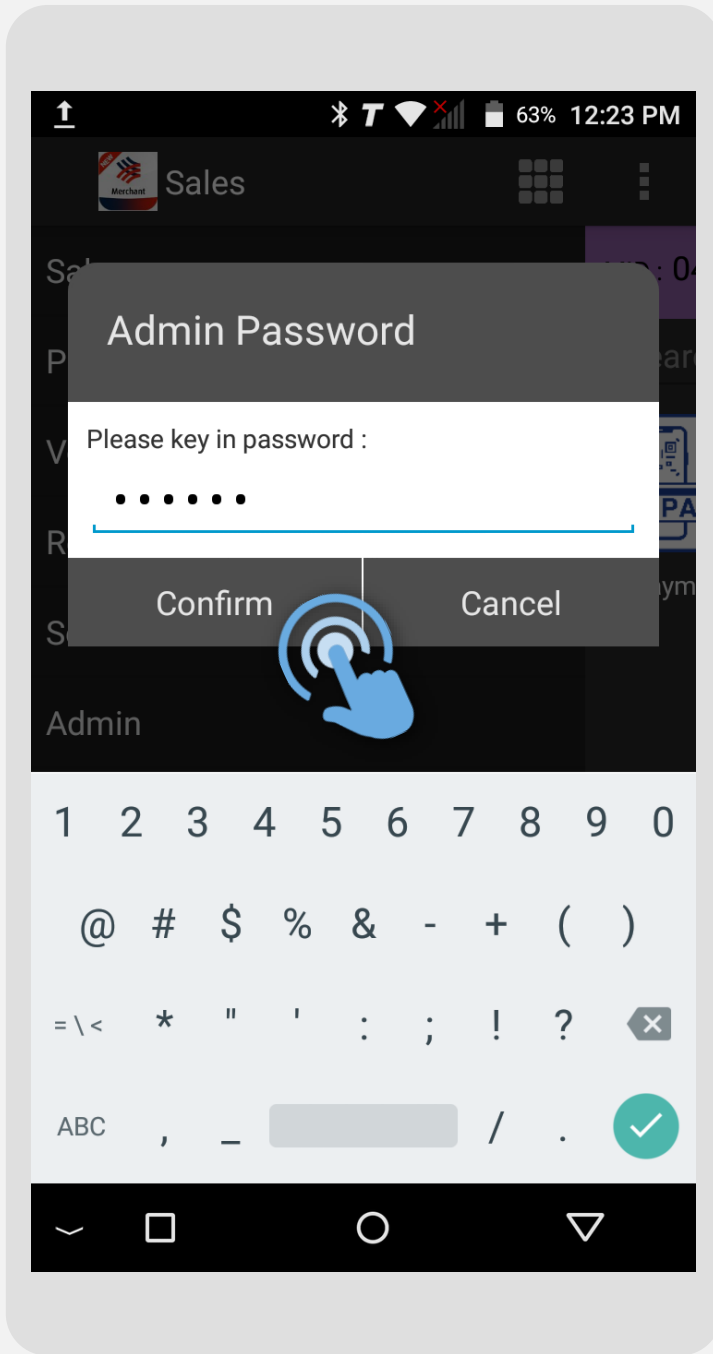 63% 12:23 PM
NEW
Merchant
Sales
Admin Password
Please key in password :
••••••
Confirm Cancel
Admin
1 2 3 4 5 6 7 8 9 0
@ # $ % & - + ( )
= \ < * " ' : ; ! ?
ABC , _ / .